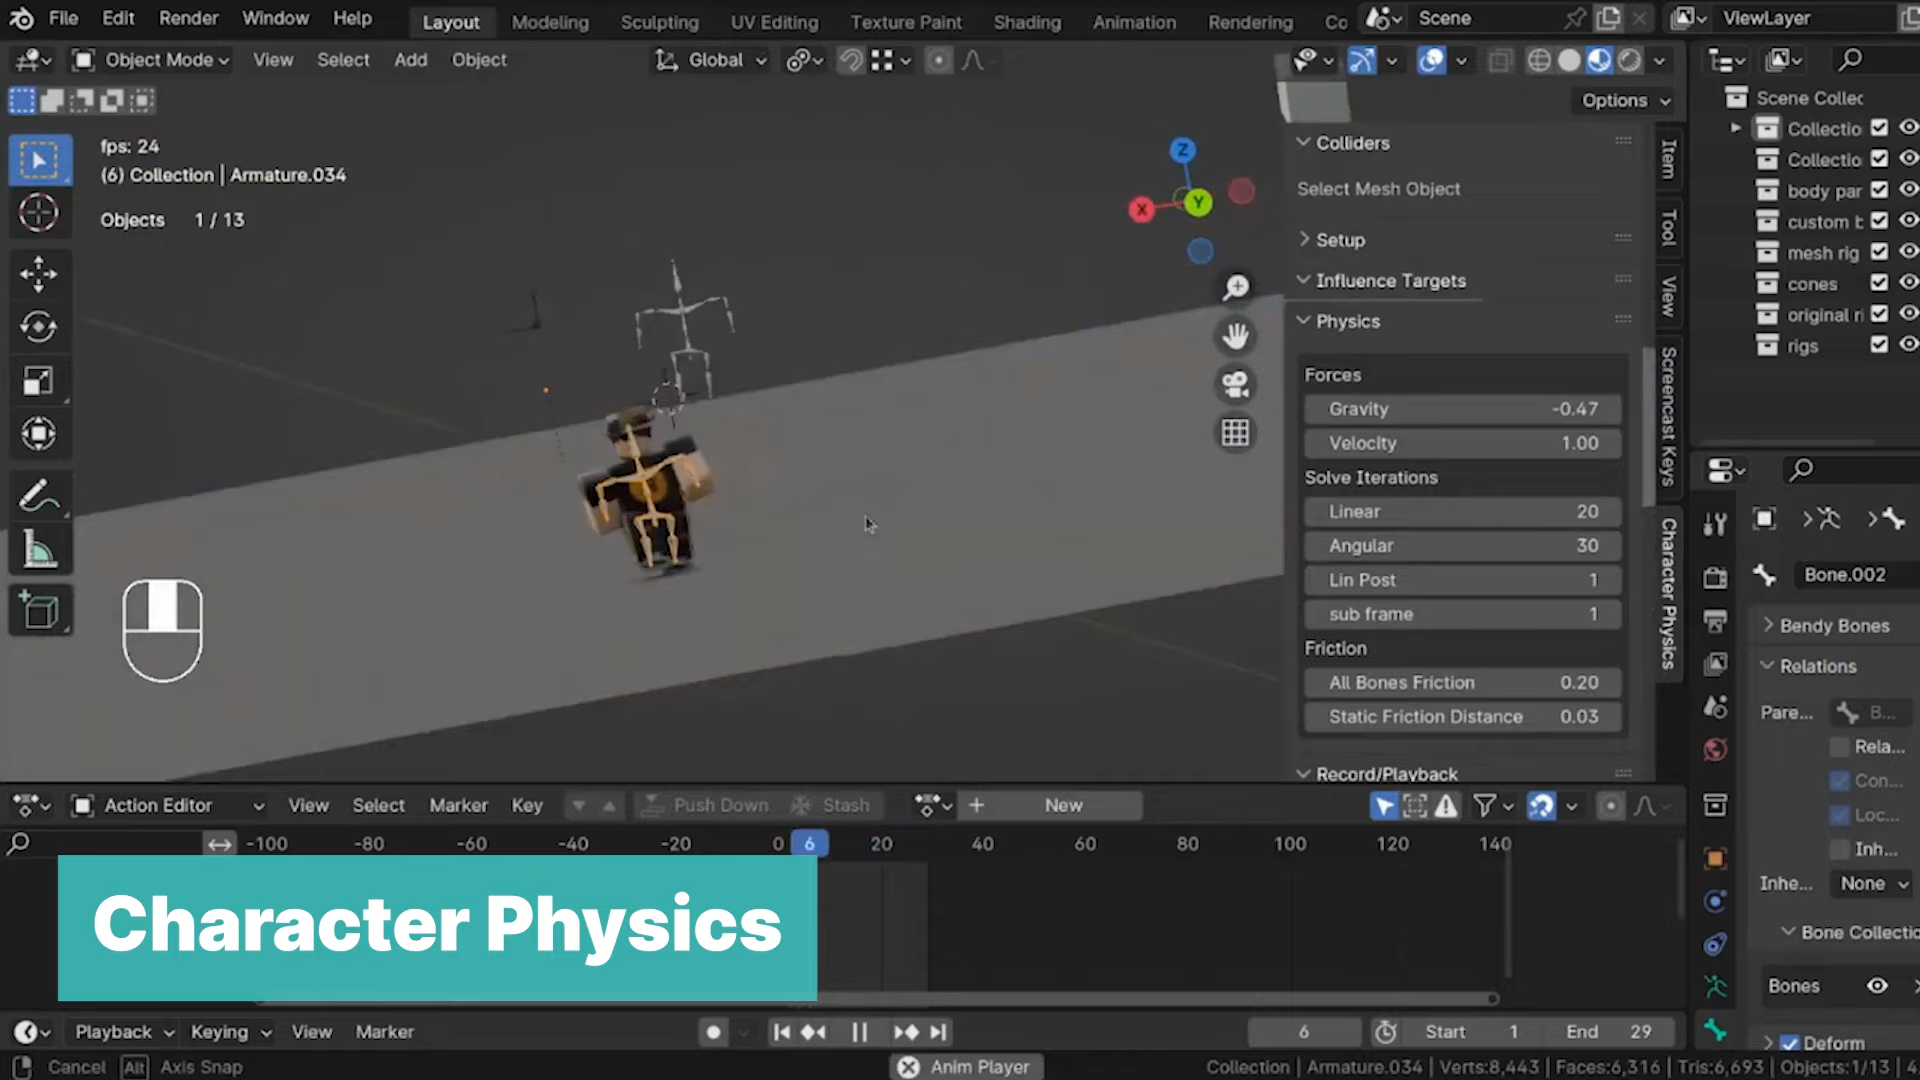 File Edit Render Window Help Layout Modeling Sculpting UV Editing Texture Paint Shading Animation Rendering Co Scene ViewLayer
Object Mode View Select Add Object Global
Options
fps: 24
(6) Collection | Armature.034
Objects 1 / 13
Z
X
Y
Colliders
Select Mesh Object
Setup
Influence Targets
Physics
Forces
Gravity -0.47
Velocity 1.00
Solve Iterations
Linear 20
Angular 30
Lin Post 1
sub frame 1
Friction
All Bones Friction 0.20
Static Friction Distance 0.03
Record/Playback
Item
Tool
View
Screencast Keys
Character Physics
Scene Collec
Collectio
Collectio
body par
custom b
mesh rig
cones
original ri
rigs
Bone.002
Bendy Bones
Relations
Pare... B...
Rela...
Con...
Loc...
Inh...
Inhe... None
Bone Collectio
Bones
Deform
Action Editor View Select Marker Key Push Down Stash New
-100 -80 -60 -40 -20 0 6 20 40 60 80 100 120 140
Character Physics
Playback Keying View Marker 6 Start 1 End 29
Cancel Alt Axis Snap Anim Player Collection | Armature.034 | Verts:8,443 | Faces:6,316 | Tris:6,693 | Objects:1/13 | 4